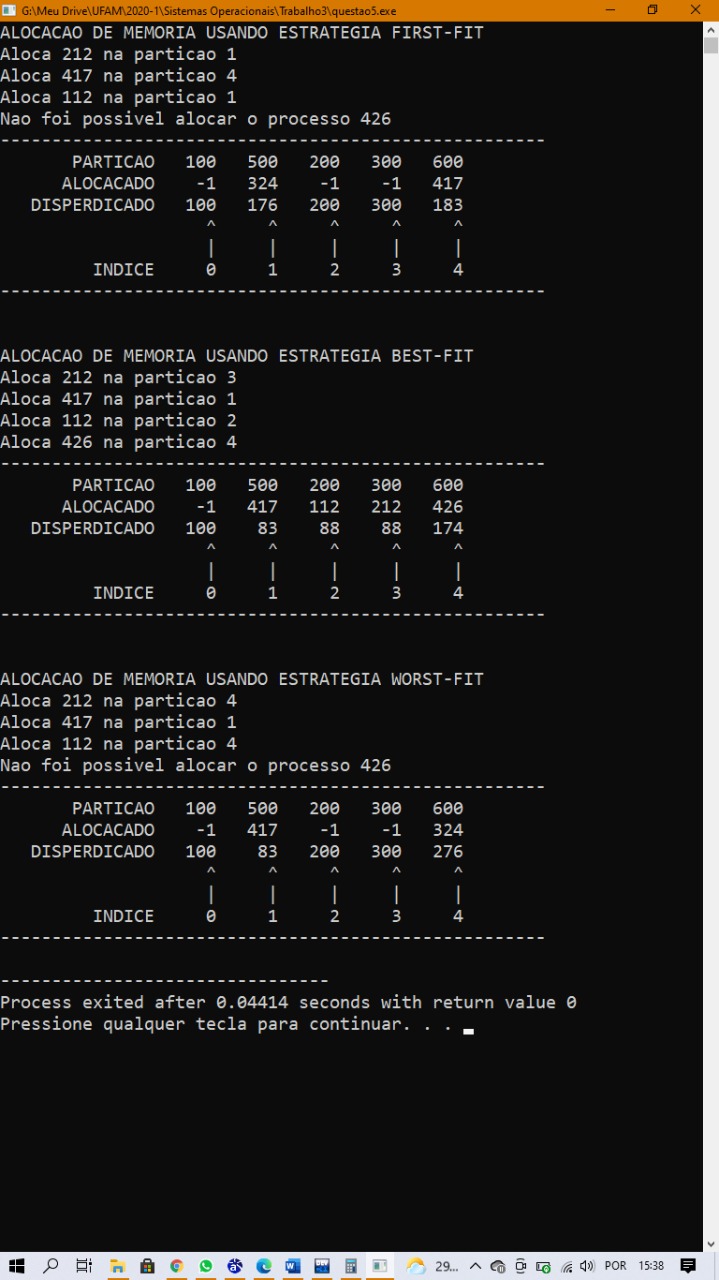 G:\Meu Drive\UFAM\2020-1\Sistemas Operacionais\Trabalho3\questao5.exe
ALOCACAO DE MEMORIA USANDO ESTRATEGIA FIRST-FIT
Aloca 212 na particao 1
Aloca 417 na particao 4
Aloca 112 na particao 1
Nao foi possivel alocar o processo 426
-----------------------------------------------------
PARTICAO 100 500 200 300 600
ALOCACADO -1 324 -1 -1 417
DISPERDICADO 100 176 200 300 183
^ ^ ^ ^ ^
| | | | |
INDICE 0 1 2 3 4
-----------------------------------------------------
ALOCACAO DE MEMORIA USANDO ESTRATEGIA BEST-FIT
Aloca 212 na particao 3
Aloca 417 na particao 1
Aloca 112 na particao 2
Aloca 426 na particao 4
-----------------------------------------------------
PARTICAO 100 500 200 300 600
ALOCACADO -1 417 112 212 426
DISPERDICADO 100 83 88 88 174
^ ^ ^ ^ ^
| | | | |
INDICE 0 1 2 3 4
-----------------------------------------------------
ALOCACAO DE MEMORIA USANDO ESTRATEGIA WORST-FIT
Aloca 212 na particao 4
Aloca 417 na particao 1
Aloca 112 na particao 4
Nao foi possivel alocar o processo 426
-----------------------------------------------------
PARTICAO 100 500 200 300 600
ALOCACADO -1 417 -1 -1 324
DISPERDICADO 100 83 200 300 276
^ ^ ^ ^ ^
| | | | |
INDICE 0 1 2 3 4
-----------------------------------------------------
--------------------------------
Process exited after 0.04414 seconds with return value 0
Pressione qualquer tecla para continuar. . .
29... POR 15:38